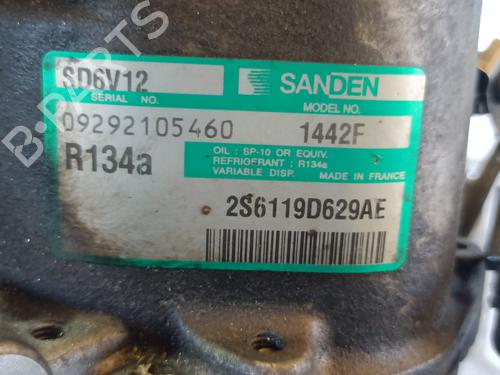 SD6V12
SANDEN
SERIAL NO.
MODEL NO.
09292105460
1442F
R134a
OIL : SP-10 OR EQUIV.
REFRIGERANT : R134a
VARIABLE DISP. MADE IN FRANCE
2S6119D629AE
B-PARTS